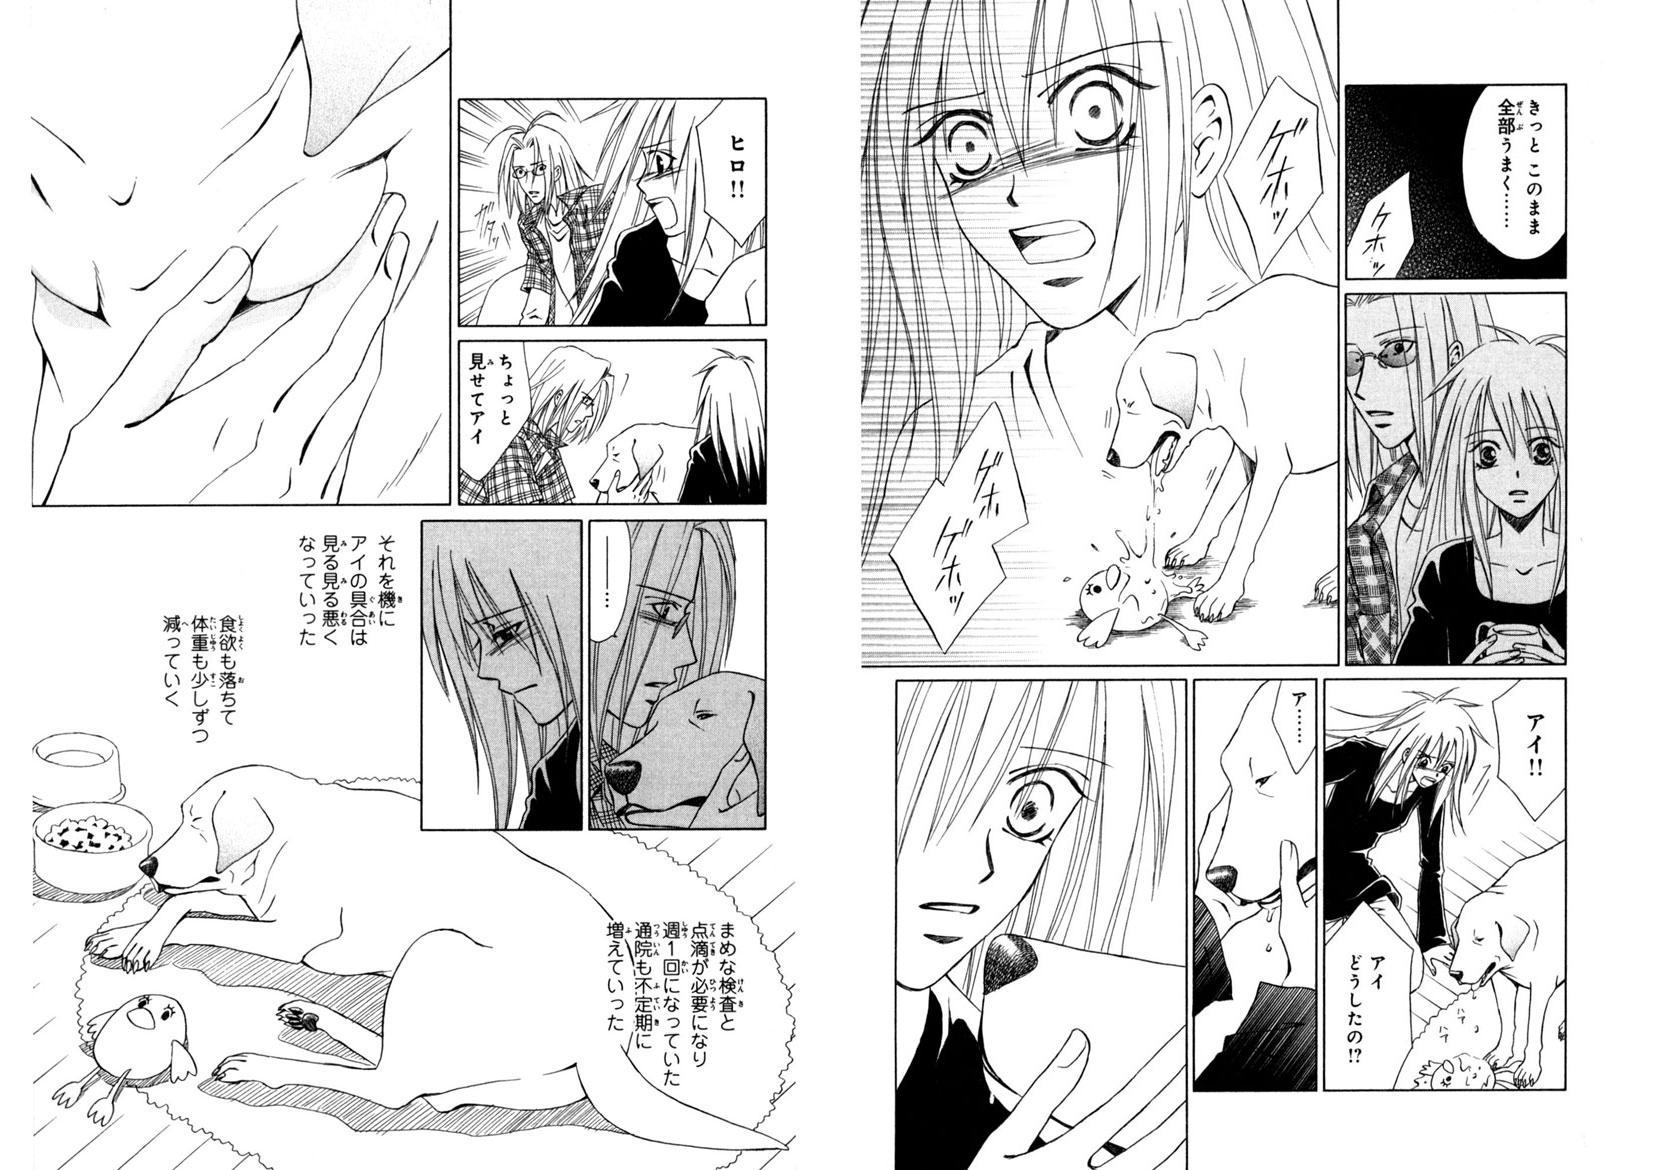 きっと このまま
全部うまく……
ケホッ
ゲホッ
ゲホ
ゲホッ
アイ!!
アイ
どうしたの!?
ハァ
ハァ
ア……
ヒロ!!
ちょっと
見せてアイ
………
それを機に
アイの具合は
見る見る悪く
なっていった
食欲も落ちて
体重も少しずつ
減っていく
まめな検査と
点滴が必要になり
週1回になっていた
通院も不定期に
増えていった